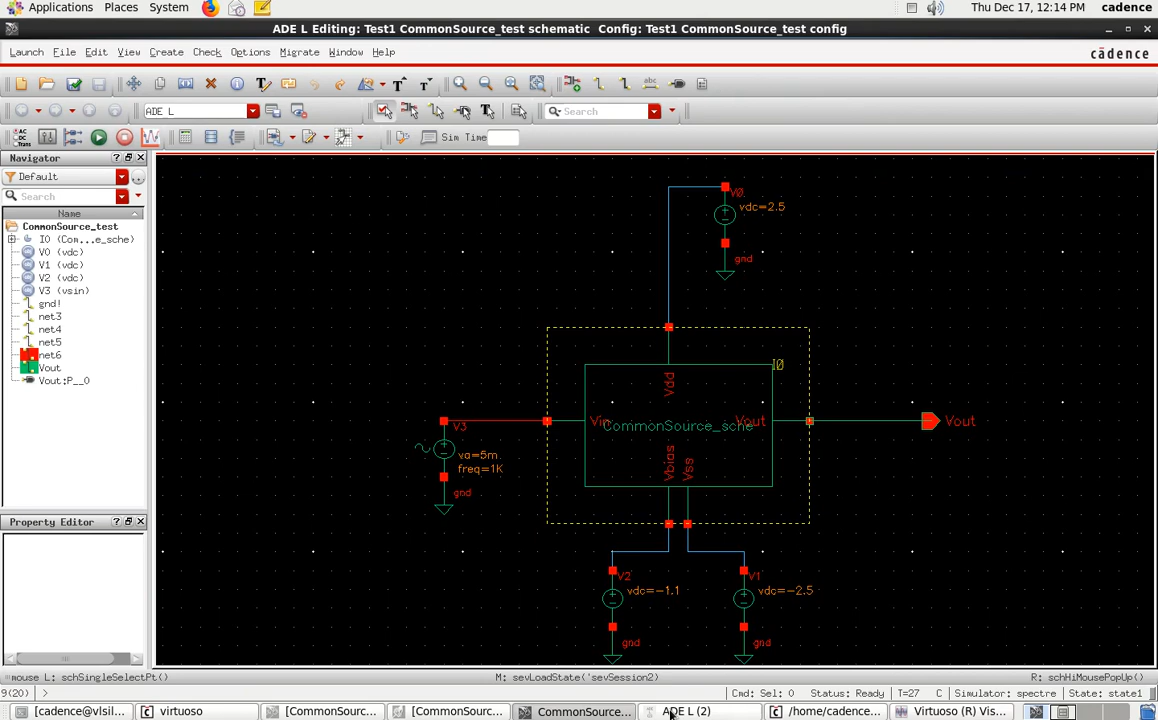 Applications Places System Thu Dec 17, 12:14 PM cadence
ADE L Editing: Test1 CommonSource_test schematic Config: Test1 CommonSource_test config
Launch File Edit View Create Check Options Migrate Window Help cādence
ADE L Search
Sim Time
Navigator
Default
Search
Name
CommonSource_test
I0 (Com...e_sche)
V0 (vdc)
V1 (vdc)
V2 (vdc)
V3 (vsin)
gnd!
net3
net4
net5
net6
Vout
Vout:P__0
Property Editor
V0
vdc=2.5
gnd
I0
Vdd
Vin
CommonSource_sche
Vout
Vout
V3
va=5m
freq=1K
gnd
Vbias
Vss
V2
vdc=-1.1
gnd
V1
vdc=-2.5
gnd
mouse L: schSingleSelectPt() M: sevLoadState('sevSession2) R: schHiMousePopUp()
9(20) > Cmd: Sel: 0 Status: Ready T=27 C Simulator: spectre State: state1
[cadence@vlsil... virtuoso [CommonSour... [CommonSour... CommonSource... ADE L (2) /home/cadence... Virtuoso (R) Vis...